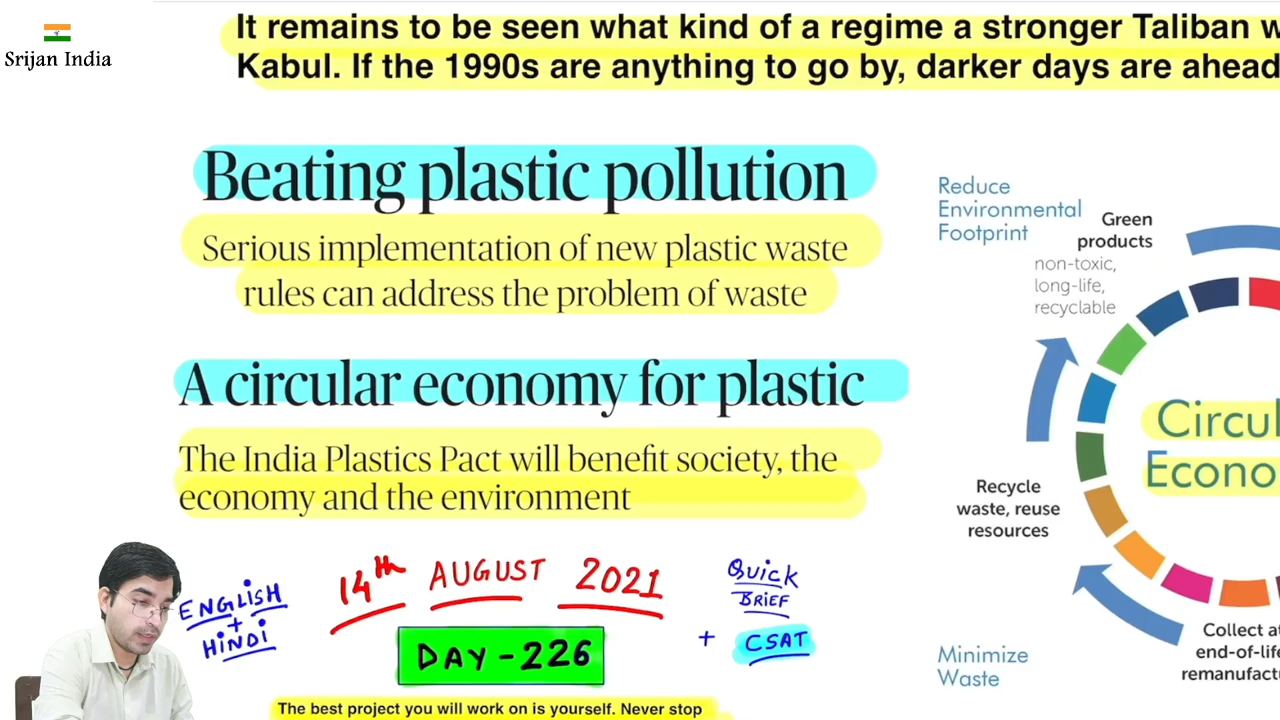 Srijan India
It remains to be seen what kind of a regime a stronger Taliban
Kabul. If the 1990s are anything to go by, darker days are ahead
Beating plastic pollution
Serious implementation of new plastic waste
rules can address the problem of waste
A circular economy for plastic
The India Plastics Pact will benefit society, the
economy and the environment
Reduce
Environmental
Footprint
Green
products
non-toxic,
long-life,
recyclable
Circul
Econo
Recycle
waste, reuse
resources
Collect at
end-of-life
remanufactu
Minimize
Waste
ENGLISH
+
HINDI
14th AUGUST 2021
DAY-226
Quick
BRIEF
+ CSAT
The best project you will work on is yourself. Never stop